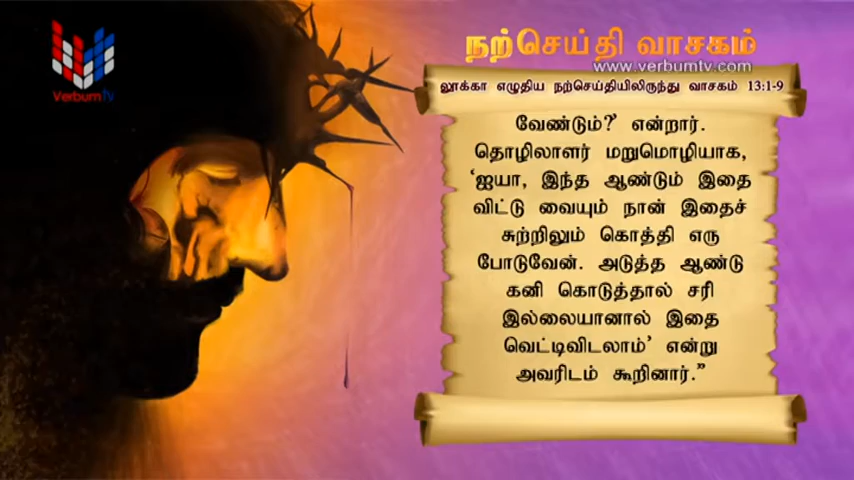 VerbumTV
நற்செய்தி வாசகம்
www.verbumtv.com
லூக்கா எழுதிய நற்செய்தியிலிருந்து வாசகம் 13:1-9
வேண்டும்?’ என்றார்.
தொழிலாளர் மறுமொழியாக,
‘ஐயா, இந்த ஆண்டும் இதை
விட்டு வையும் நான் இதைச்
சுற்றிலும் கொத்தி எரு
போடுவேன். அடுத்த ஆண்டு
கனி கொடுத்தால் சரி
இல்லையானால் இதை
வெட்டிவிடலாம்’ என்று
அவரிடம் கூறினார்.”